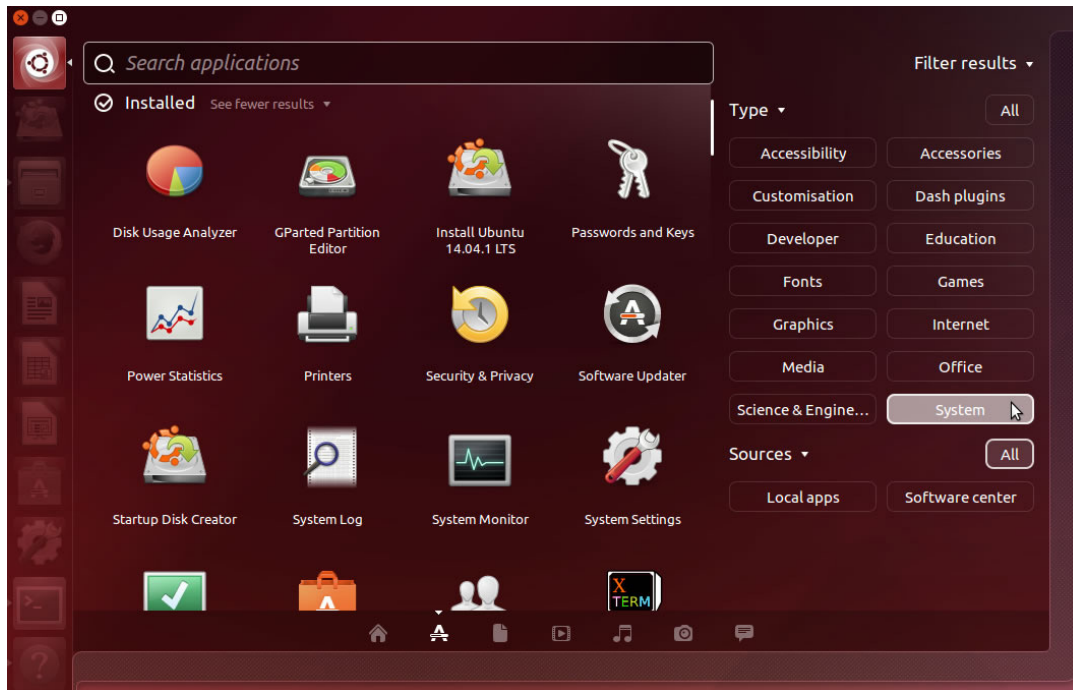 Search applications
Filter results
Installed See fewer results
Type All
Accessibility Accessories
Customisation Dash plugins
Disk Usage Analyzer GParted Partition Editor Install Ubuntu 14.04.1 LTS Passwords and Keys
Developer Education
Fonts Games
Graphics Internet
Power Statistics Printers Security & Privacy Software Updater
Media Office
Science & Engine... System
Sources All
Local apps Software center
Startup Disk Creator System Log System Monitor System Settings
X
TERM